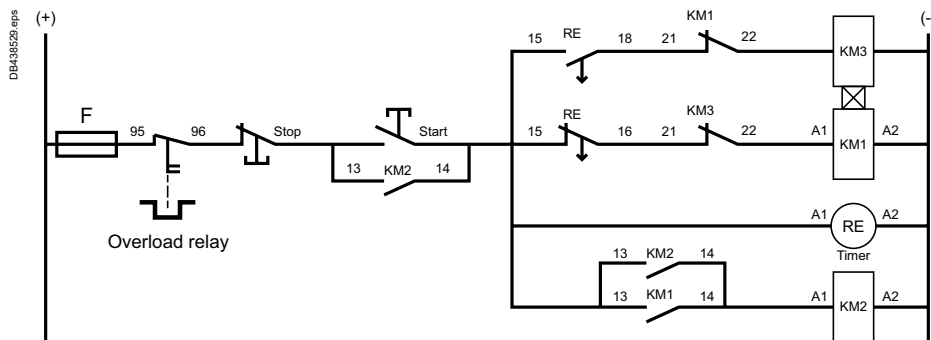 DB438529.eps
(+)
(-
KM1
15 RE 18 21 22
KM3
F
95 96 Stop Start
15 RE 16 21 KM3 22 A1 KM1 A2
13 KM2 14
Overload relay
A1 RE A2
Timer
13 KM2 14
13 KM1 14 A1 KM2 A2